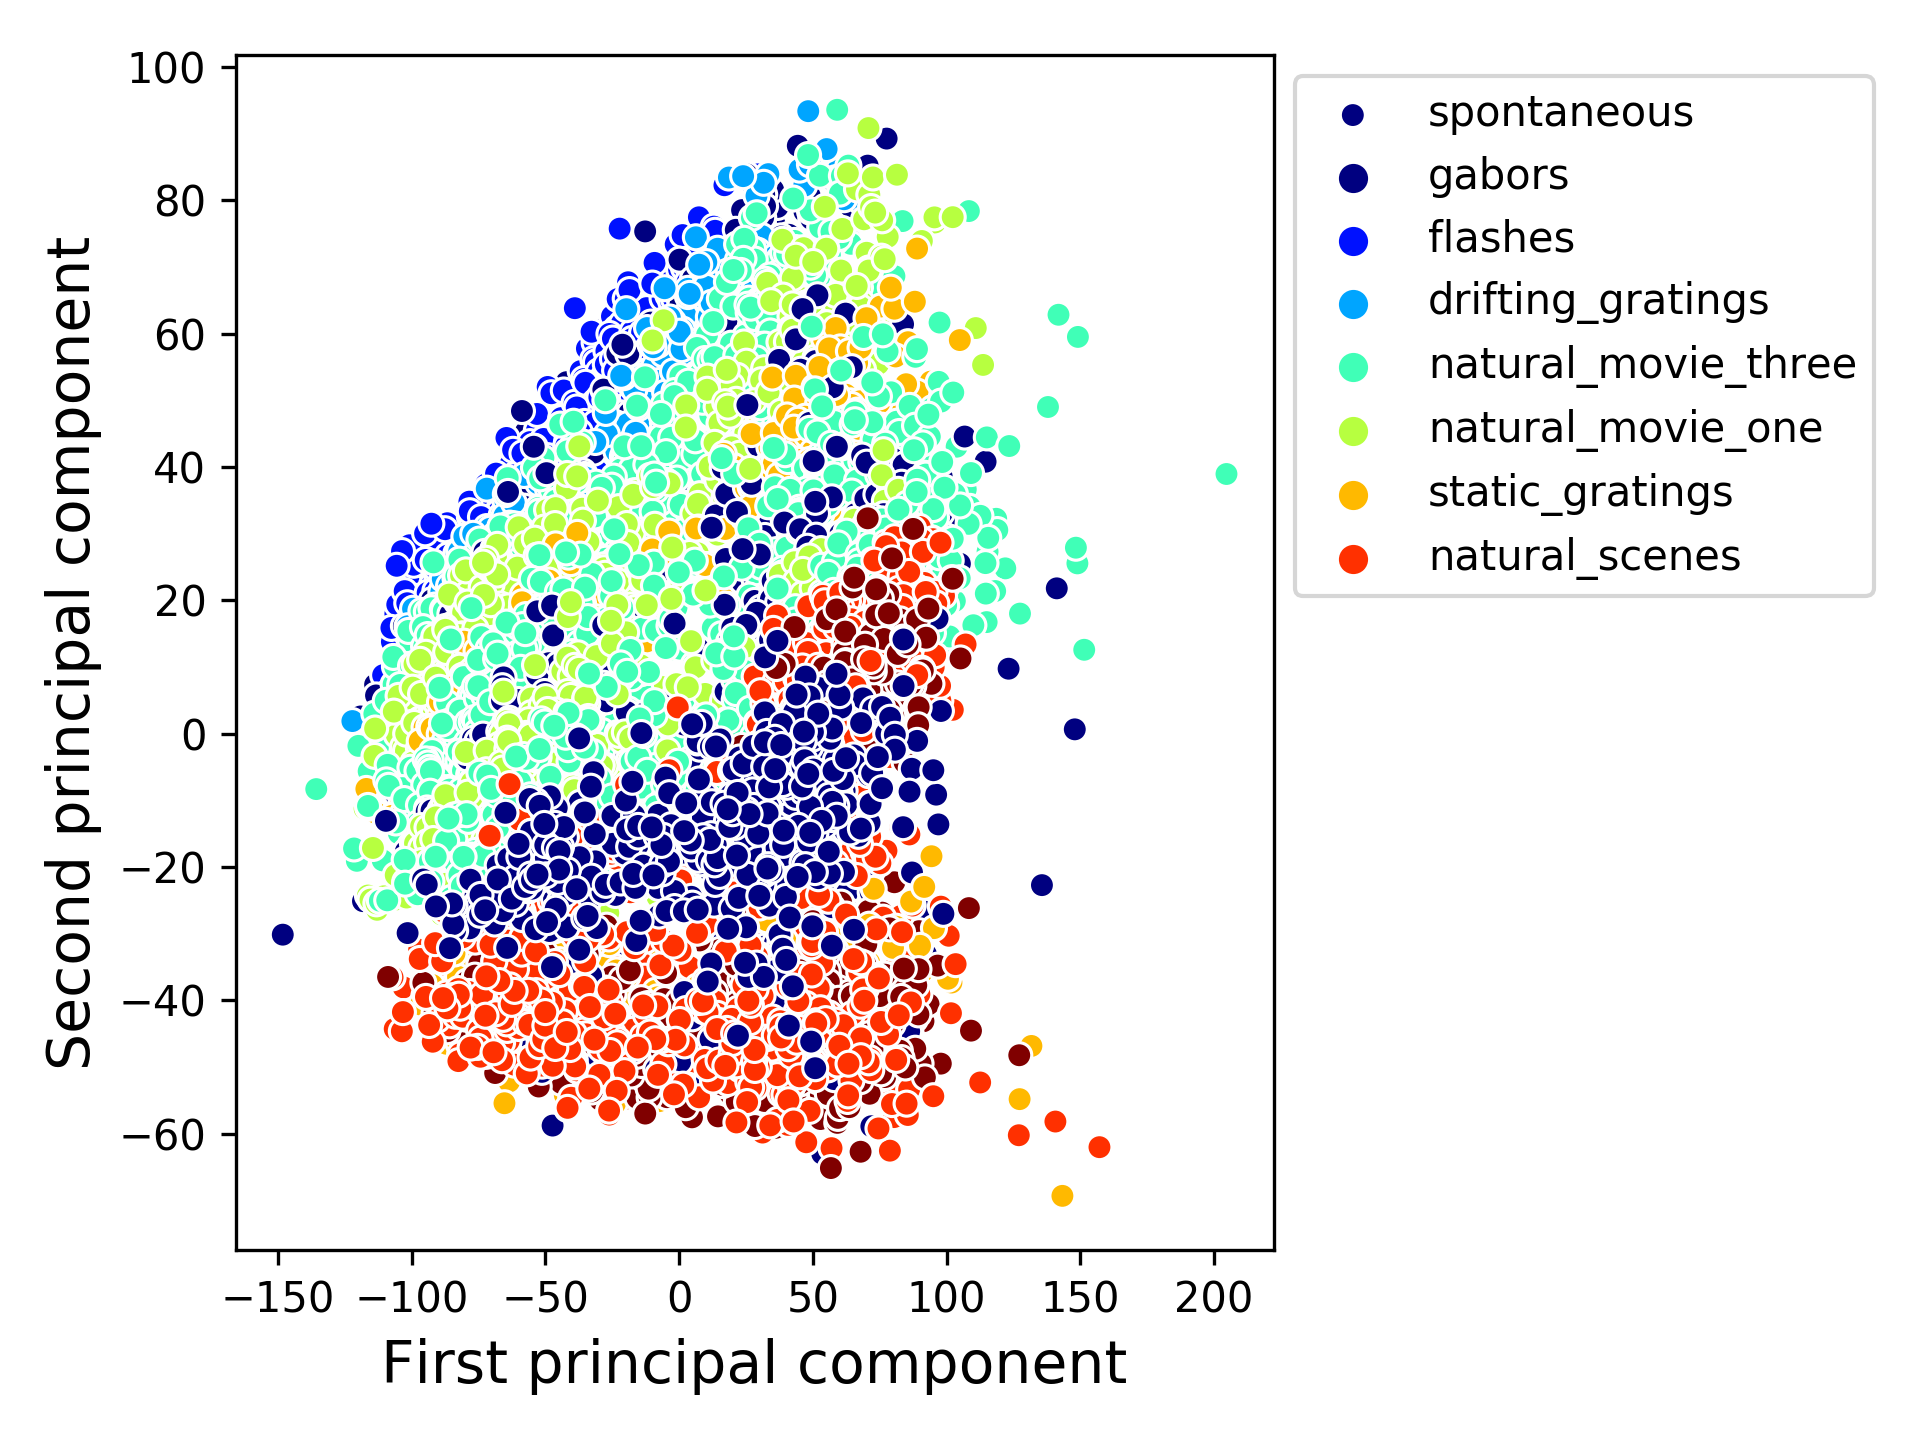 100
80
60
40
20
0
−20
−40
−60
Second principal component
−150 −100 −50 0 50 100 150 200
First principal component
spontaneous
gabors
flashes
drifting_gratings
natural_movie_three
natural_movie_one
static_gratings
natural_scenes